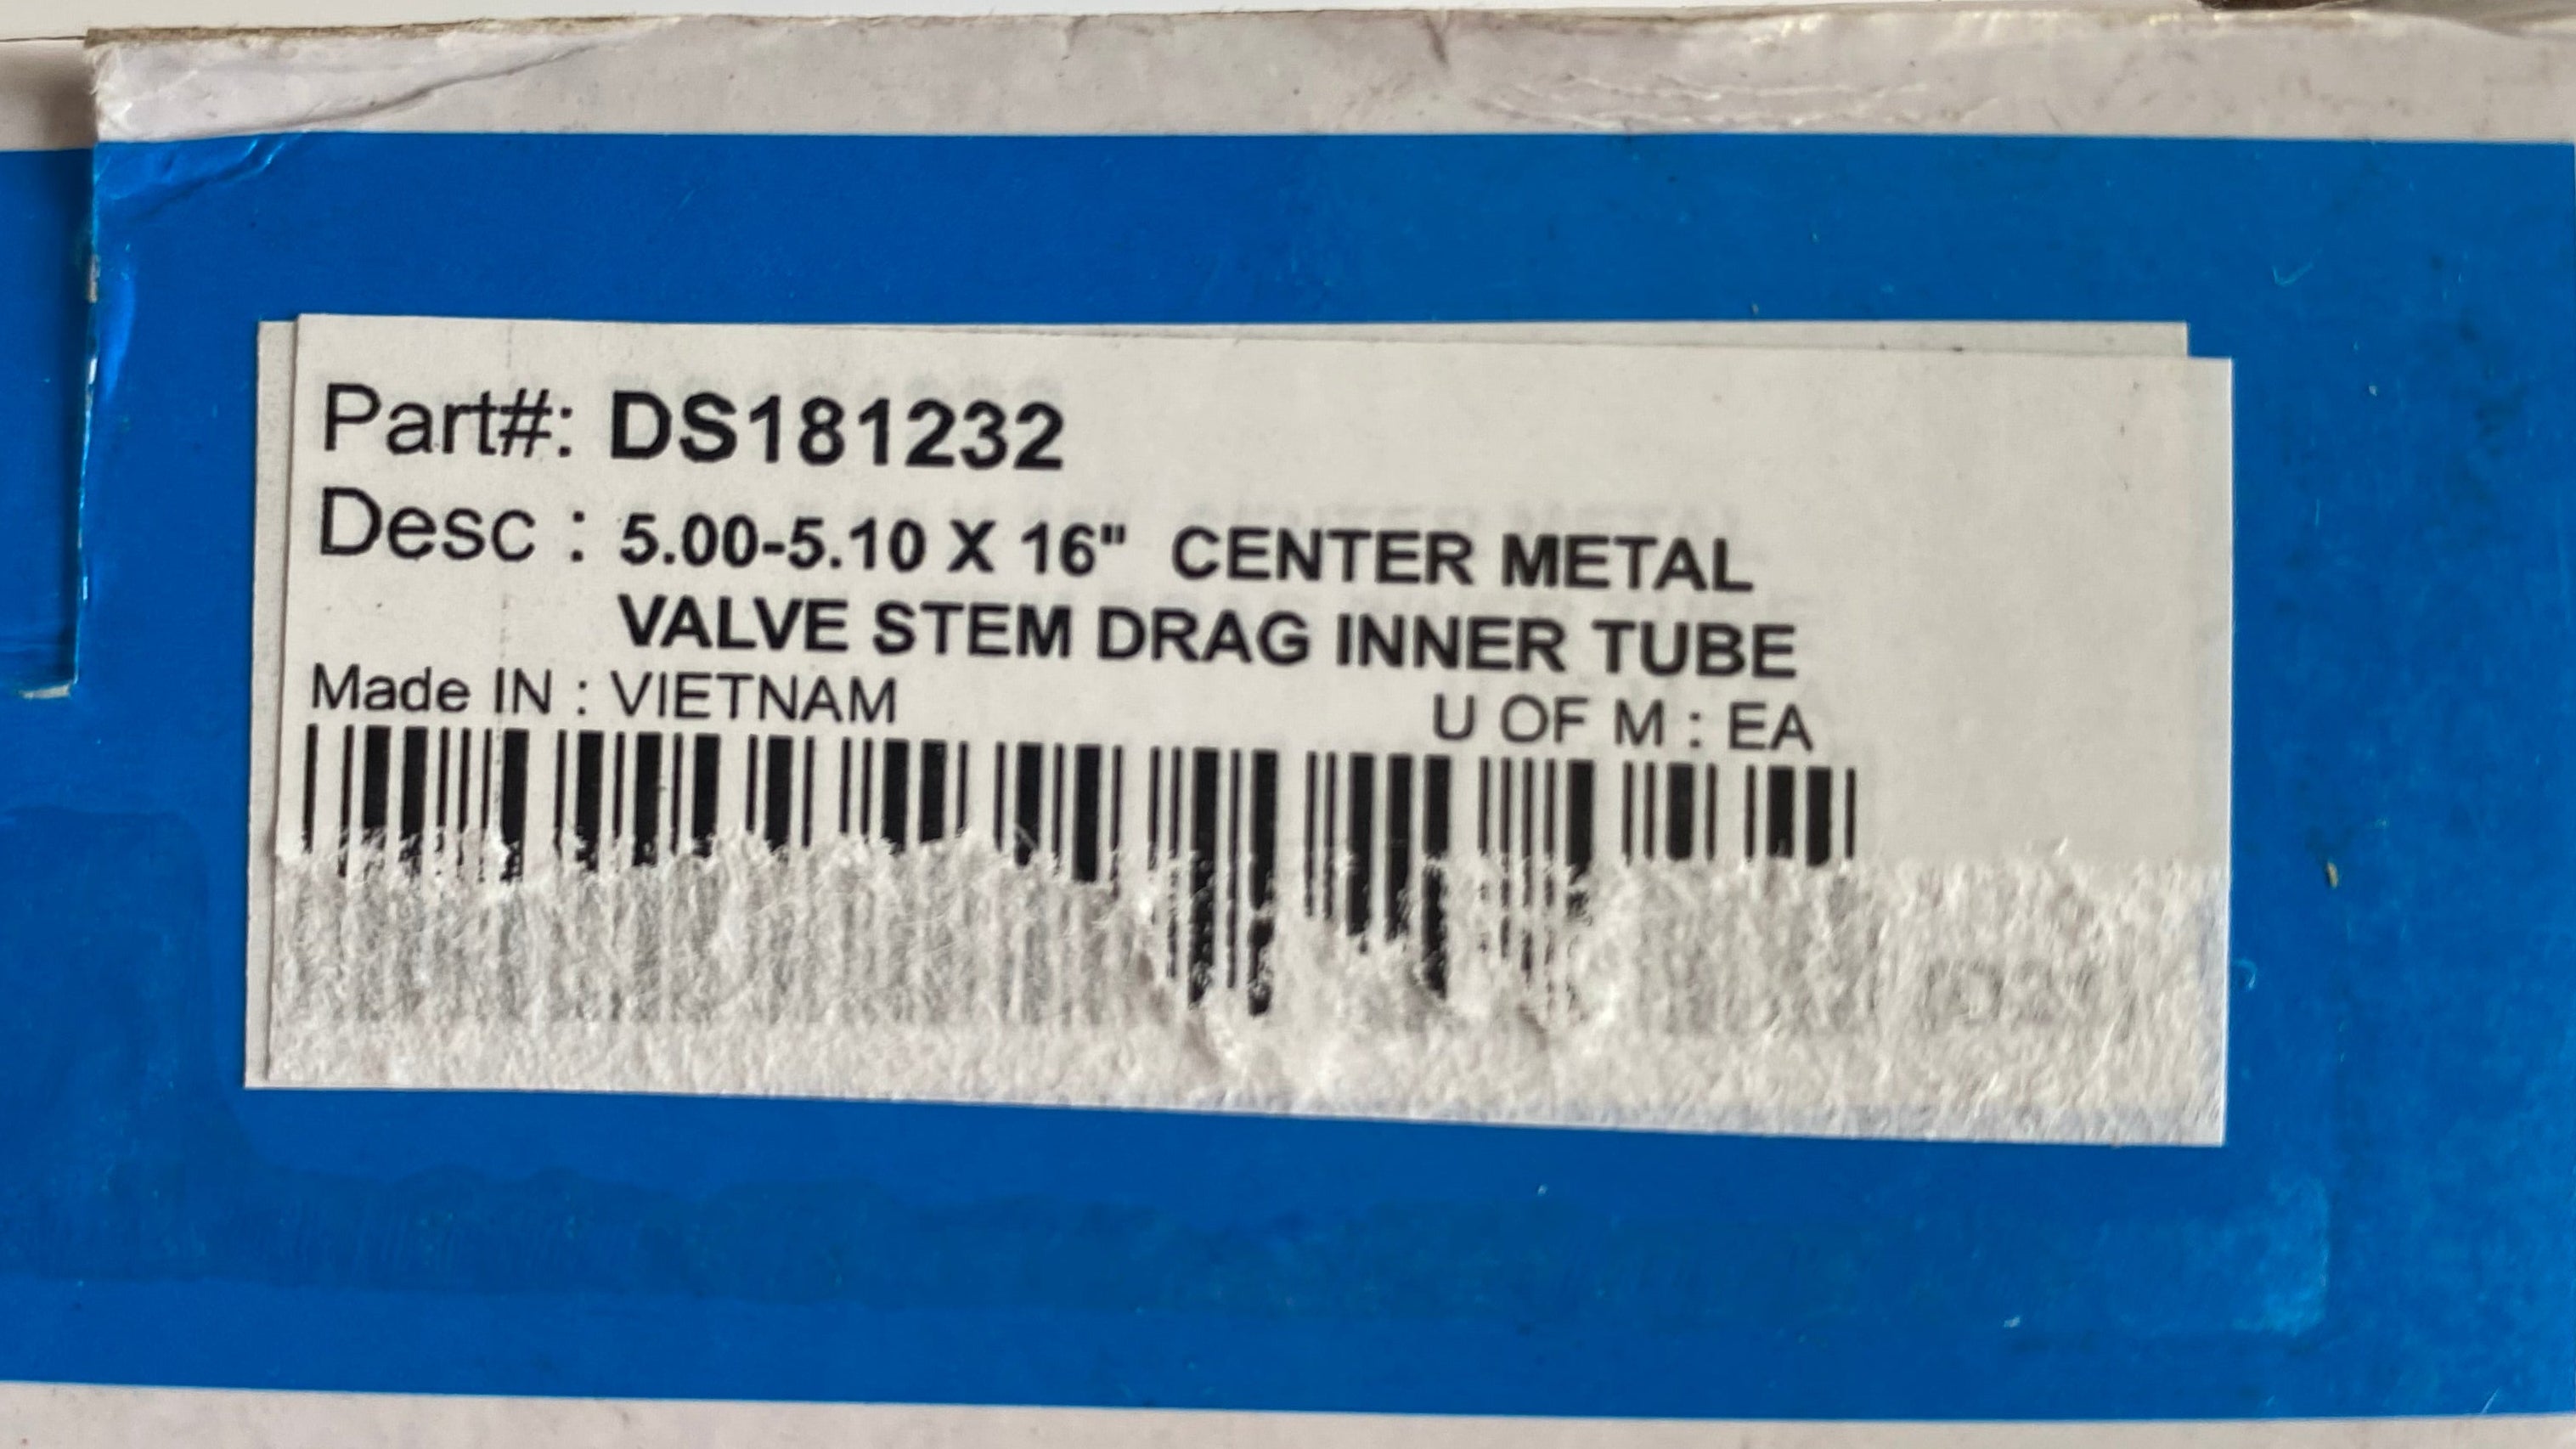 Part#: DS181232
Desc : 5.00-5.10 X 16" CENTER METAL
VALVE STEM DRAG INNER TUBE
Made IN : VIETNAM U OF M : EA